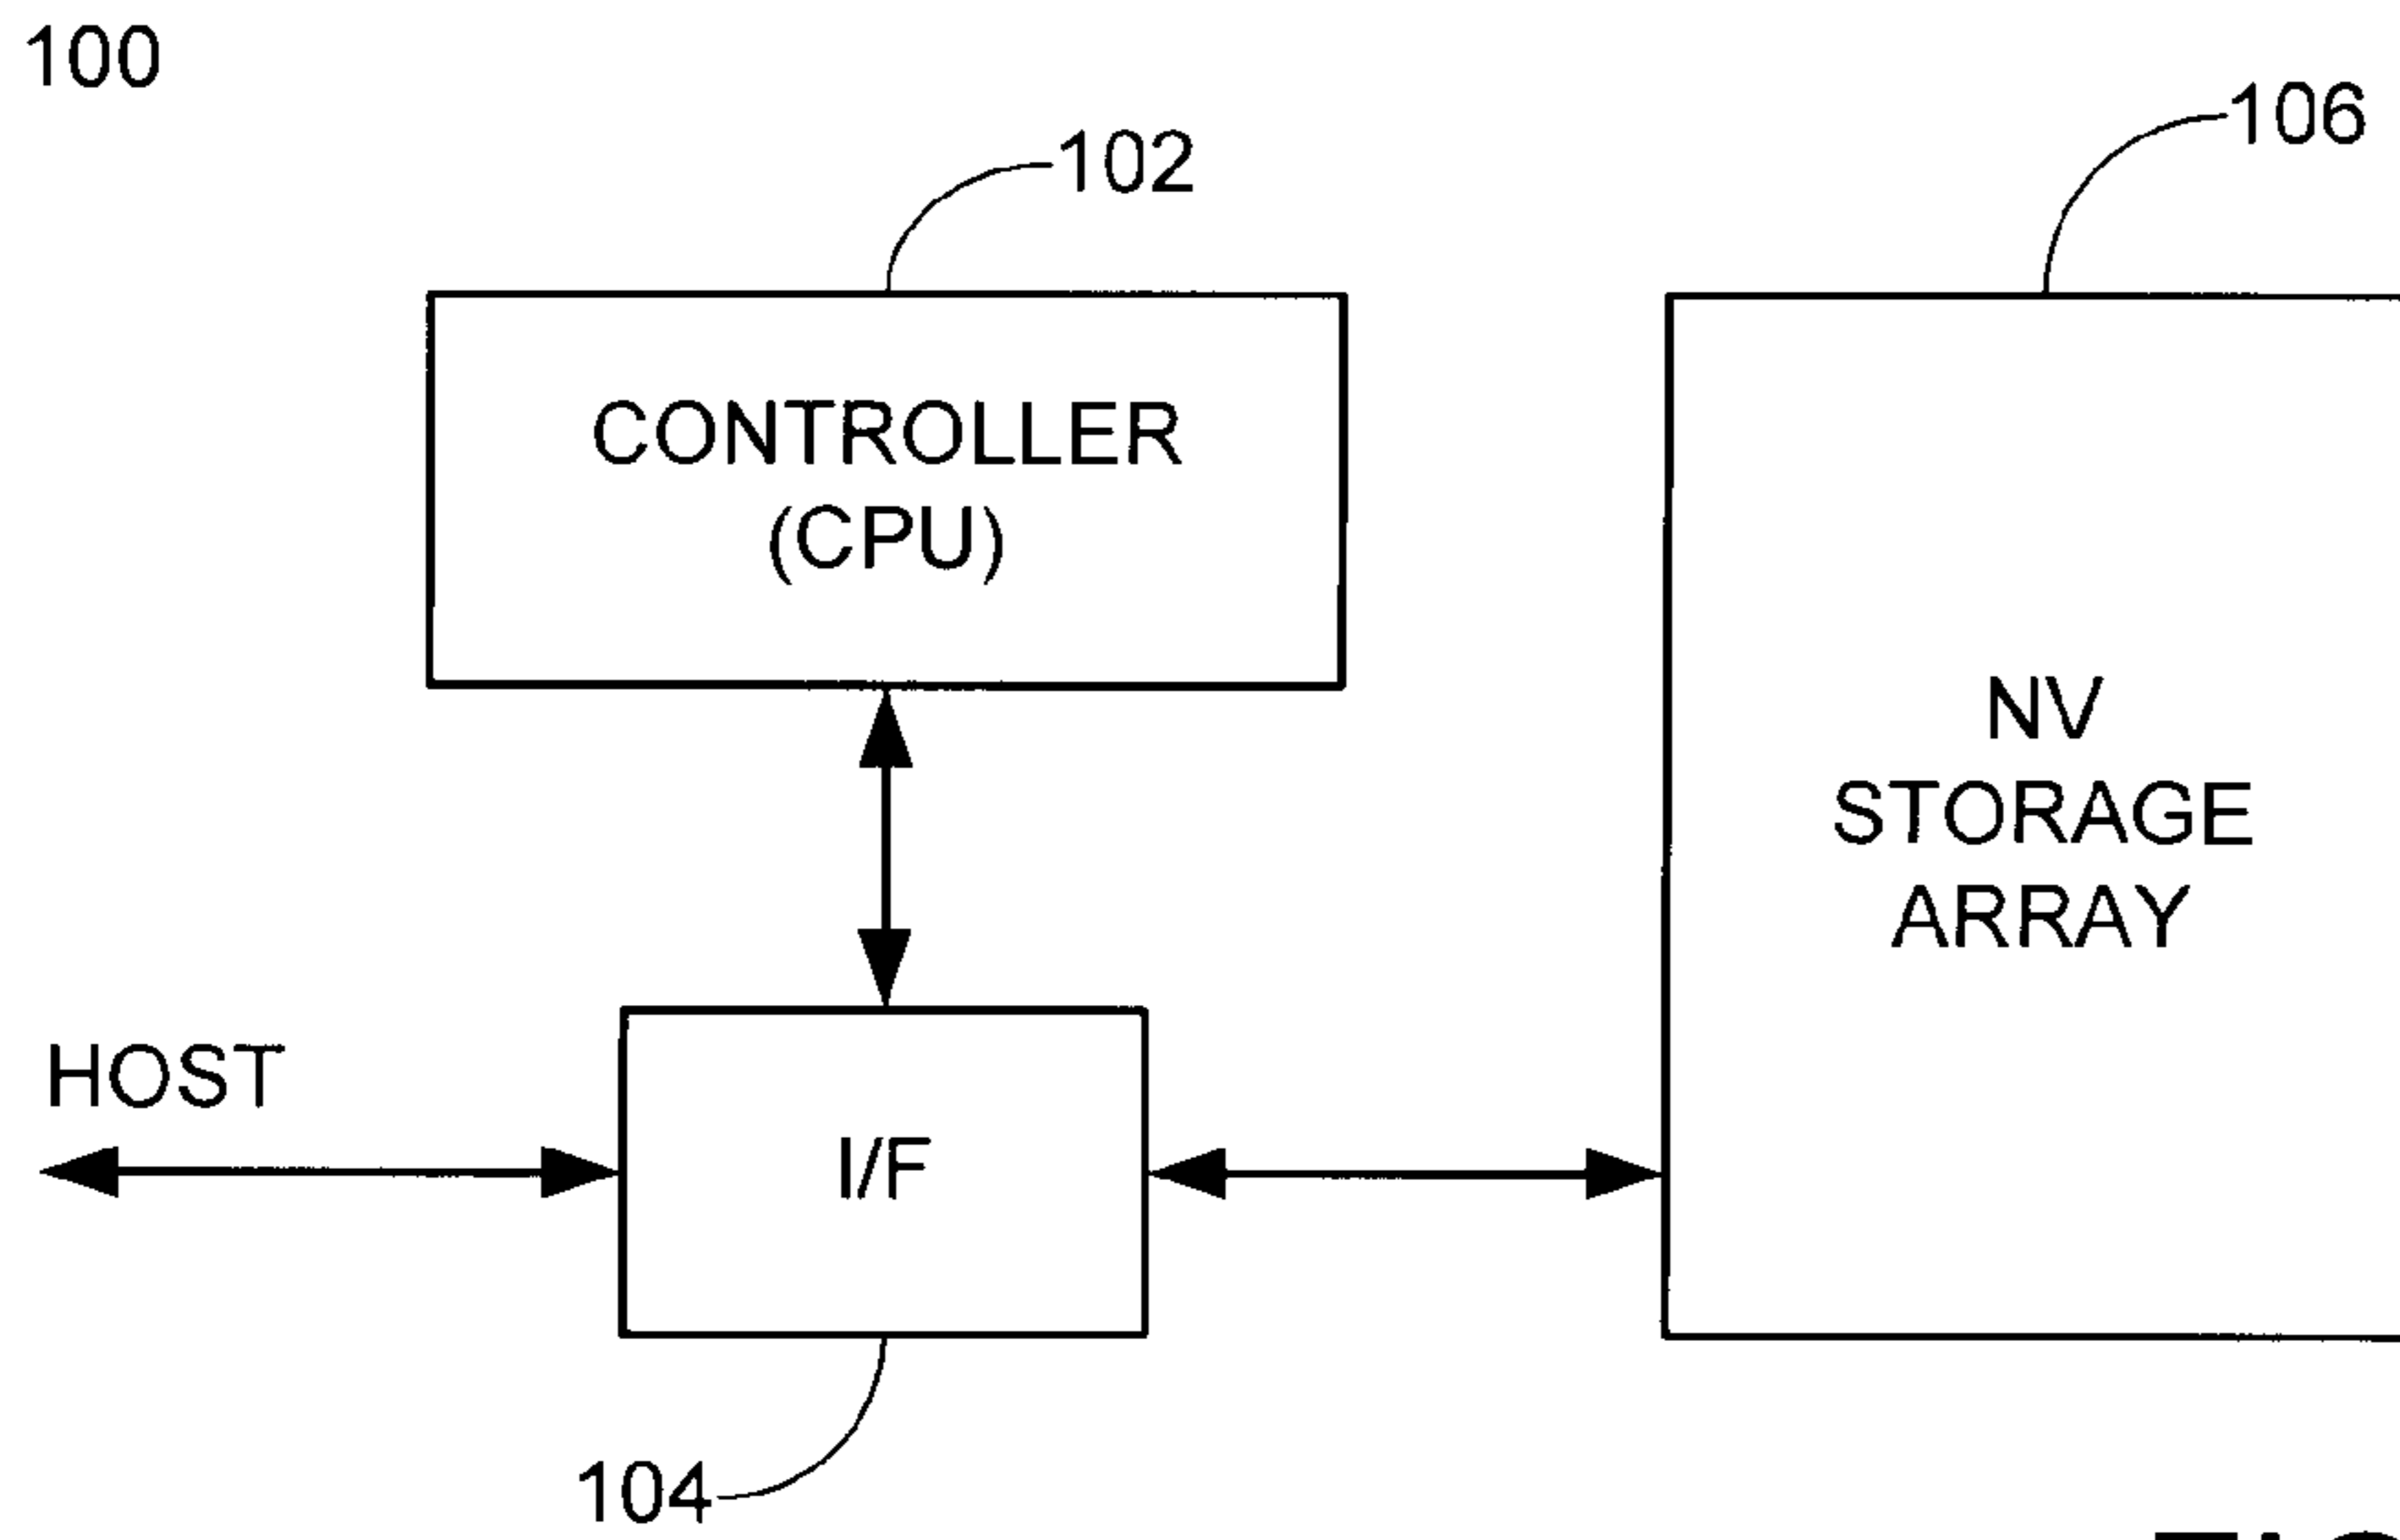 100
102
106
CONTROLLER
(CPU)
NV
STORAGE
ARRAY
HOST
I/F
104